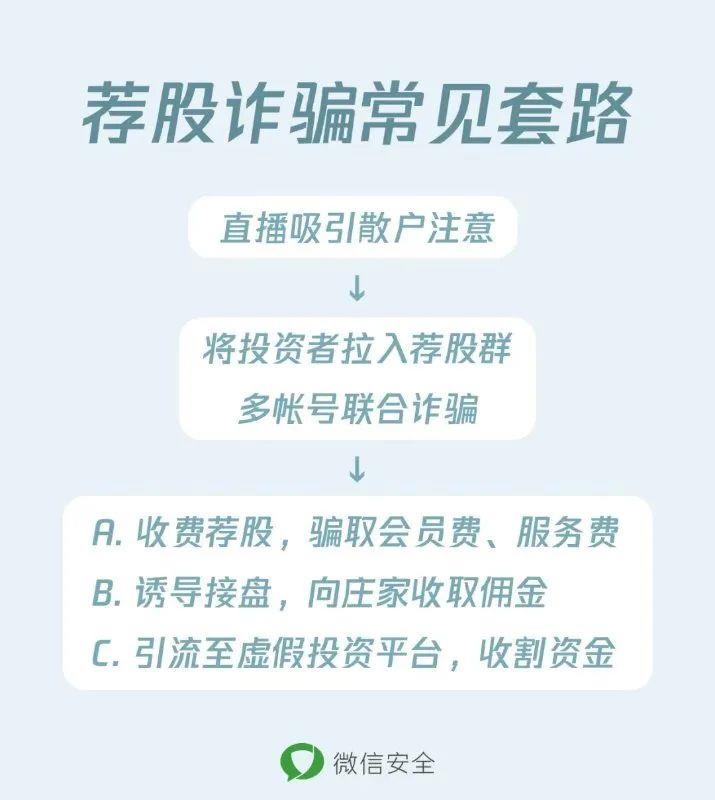 荐股诈骗常见套路
直播吸引散户注意
↓
将投资者拉入荐股群
多帐号联合诈骗
↓
A. 收费荐股，骗取会员费、服务费
B. 诱导接盘，向庄家收取佣金
C. 引流至虚假投资平台，收割资金
微信安全